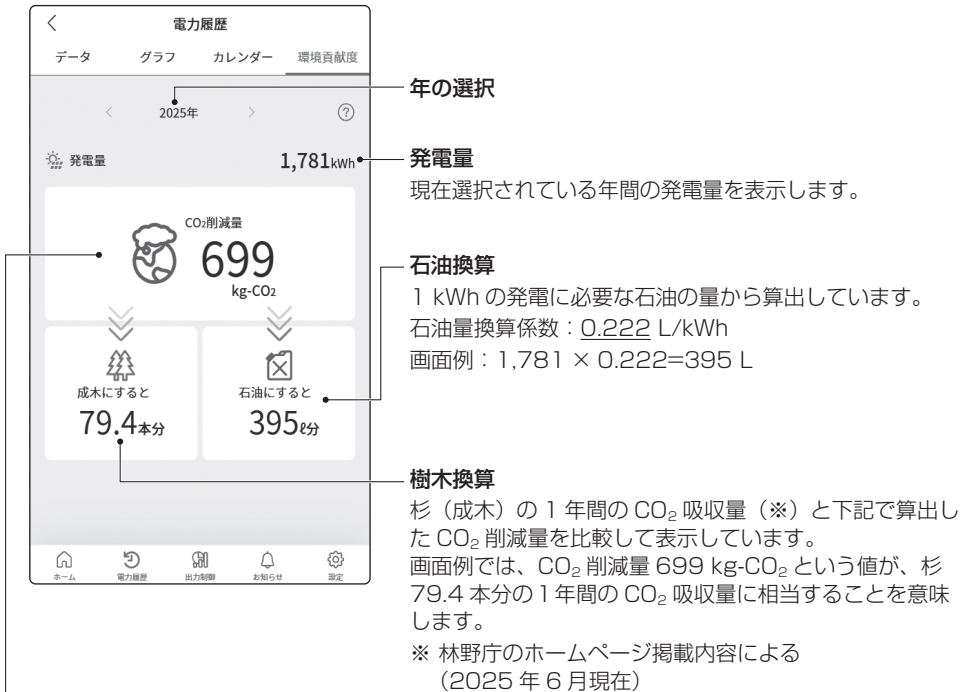 電力履歴
データ グラフ カレンダー 環境貢献度
2025年
発電量 1,781kWh
CO₂削減量
699
kg-CO₂
成木にすると
79.4本分
石油にすると
395ℓ分
ホーム 電力履歴 出力制御 お知らせ 設定
年の選択
発電量
現在選択されている年間の発電量を表示します。
石油換算
1 kWh の発電に必要な石油の量から算出しています。
石油量換算係数：0.222 L/kWh
画面例：1,781 × 0.222=395 L
樹木換算
杉（成木）の 1 年間の CO₂ 吸収量（※）と下記で算出し
た CO₂ 削減量を比較して表示しています。
画面例では、CO₂ 削減量 699 kg-CO₂ という値が、杉
79.4 本分の 1 年間の CO₂ 吸収量に相当することを意味
します。
※ 林野庁のホームページ掲載内容による
（2025 年 6 月現在）